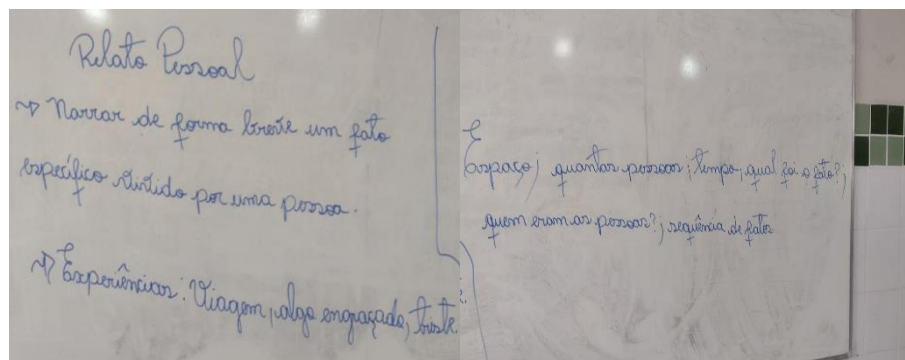 Relato Pessoal
→ Narrar de forma breve um fato
específico vivido por uma pessoa.
→ Experiências: Viagem, algo engraçado, triste.
Espaço; quantas pessoas; tempo; qual foi o fato?;
quem eram as pessoas?; sequência de fatos